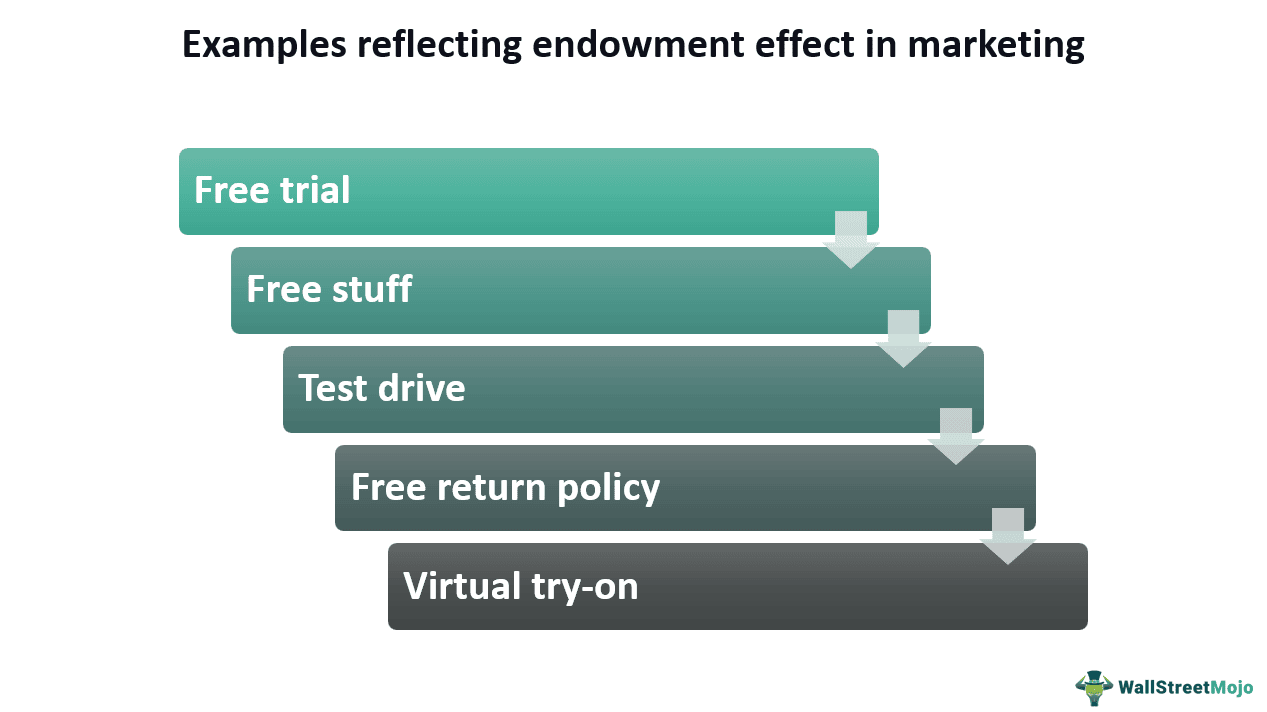 Examples reflecting endowment effect in marketing
Free trial
Free stuff
Test drive
Free return policy
Virtual try-on
WallStreetMojo